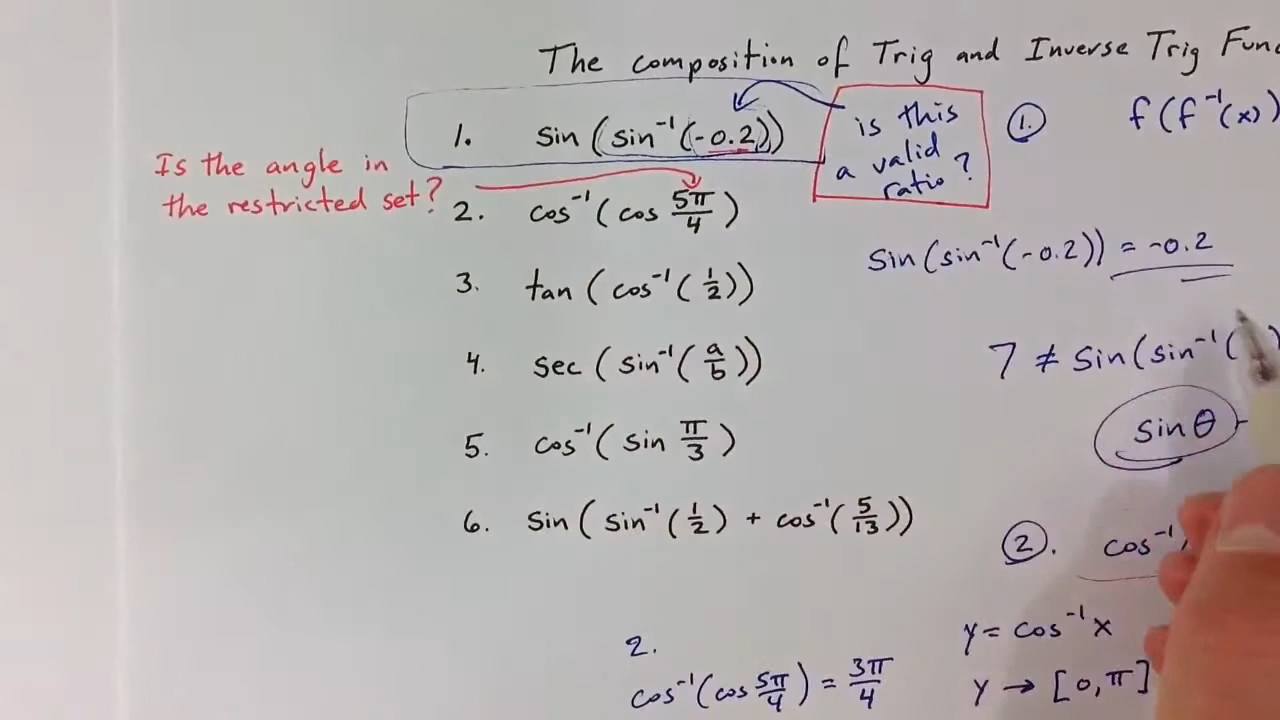 The composition of Trig and Inverse Trig
1. sin(sin⁻¹(-0.2))
is this
a valid
ratio?
Is the angle in
the restricted set?
2. cos⁻¹(cos 5π/4)
3. tan(cos⁻¹(1/2))
4. sec(sin⁻¹(a/b))
5. cos⁻¹(sin π/3)
6. sin(sin⁻¹(1/2) + cos⁻¹(5/13))
2.
cos⁻¹(cos 5π/4) = 3π/4
①. f(f⁻¹(x))
sin(sin⁻¹(-0.2)) = -0.2
7 ≠ sin(sin⁻¹(
sinθ
②. cos⁻¹
y = cos⁻¹x
y → [0, π]